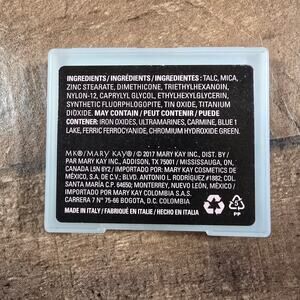 INGREDIENTS / INGRÉDIENTS / INGREDIENTES: TALC, MICA,
ZINC STEARATE, DIMETHICONE, TRIETHYLHEXANOIN,
NYLON-12, CAPRYLYL GLYCOL, ETHYLHEXYLGLYCERIN,
SYNTHETIC FLUORPHLOGOPITE, TIN OXIDE, TITANIUM
DIOXIDE. MAY CONTAIN / PEUT CONTENIR / PUEDE
CONTENER: IRON OXIDES, ULTRAMARINES, CARMINE, BLUE 1
LAKE, FERRIC FERROCYANIDE, CHROMIUM HYDROXIDE GREEN.
MK®/MARY KAY® / © 2017 MARY KAY INC. DIST. BY /
PAR MARY KAY INC., ADDISON, TX 75001 / MISSISSAUGA, ON,
CANADA L5N 6Y2 / IMPORTADO POR MARY KAY COSMETICS DE
MÉXICO, S.A. DE C.V.; BLVD. ANTONIO L. RODRÍGUEZ #1882; COL.
SANTA MARÍA C.P. 64650; MONTERREY, NUEVO LEÓN, MÉXICO /
IMPORTADO POR MARY KAY COLOMBIA S.A.S.
CARRERA 7 N° 75-66 BOGOTA, D.C. COLOMBIA
MADE IN ITALY / FABRIQUÉ EN ITALIE / HECHO EN ITALIA
PP